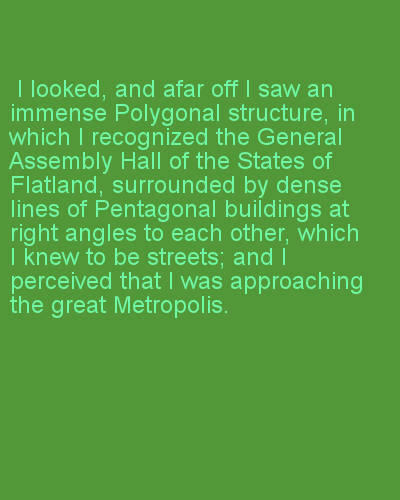 I looked, and afar off I saw an
immense Polygonal structure, in
which I recognized the General
Assembly Hall of the States of
Flatland, surrounded by dense
lines of Pentagonal buildings at
right angles to each other, which
I knew to be streets; and I
perceived that I was approaching
the great Metropolis.